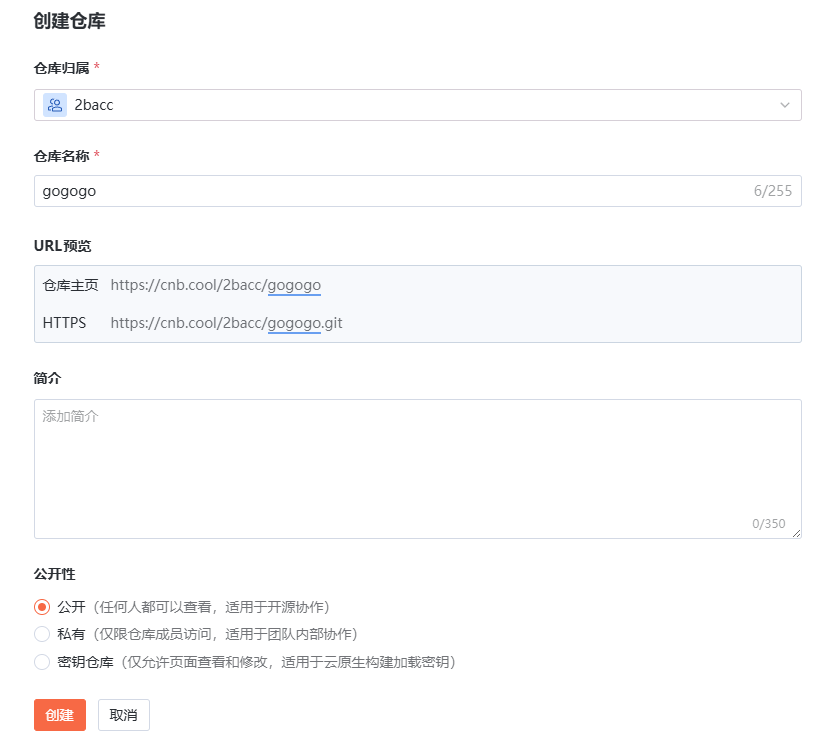 创建仓库
仓库归属 *
2bacc
仓库名称 *
gogogo 6/255
URL预览
仓库主页 https://cnb.cool/2bacc/gogogo
HTTPS https://cnb.cool/2bacc/gogogo.git
简介
添加简介
0/350
公开性
公开（任何人都可以查看，适用于开源协作）
私有（仅限仓库成员访问，适用于团队内部协作）
密钥仓库（仅允许页面查看和修改，适用于云原生构建加载密钥）
创建 取消